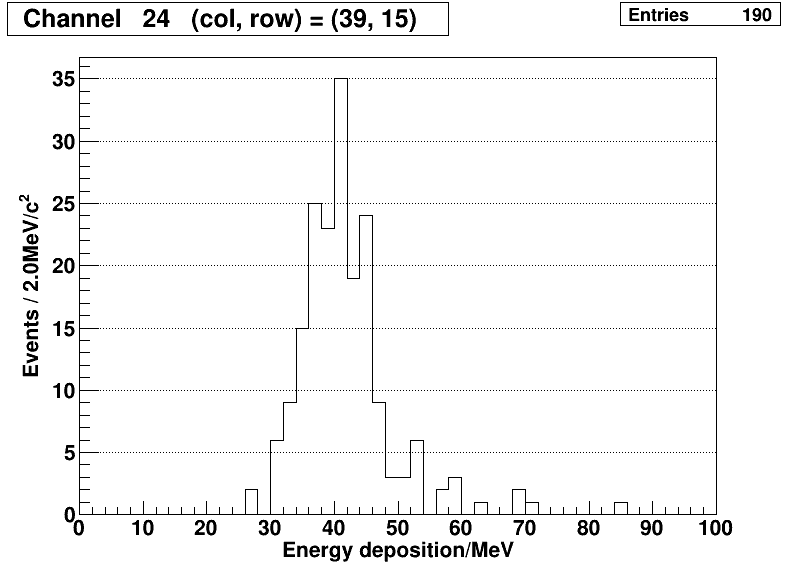 Channel 24 (col, row) = (39, 15)
Entries 190
Events / 2.0MeV/c²
35
30
25
20
15
10
5
0
0 10 20 30 40 50 60 70 80 90 100
Energy deposition/MeV